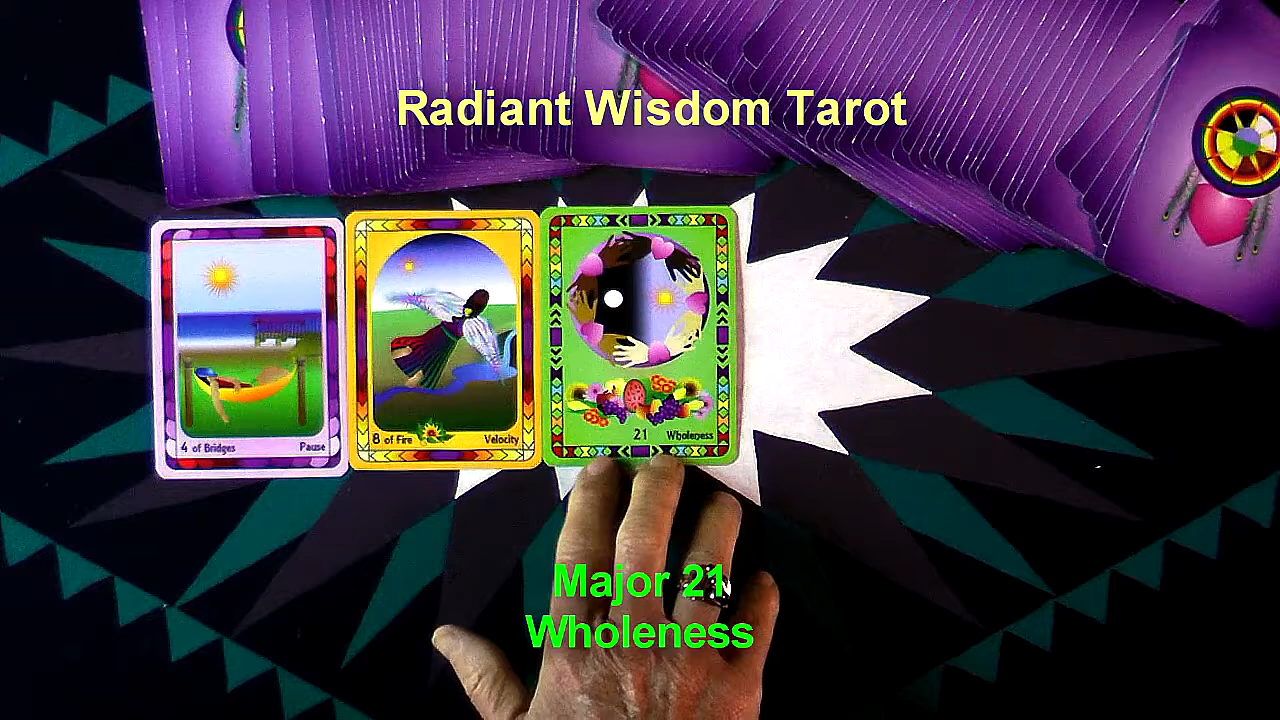 Radiant Wisdom Tarot
4 of Bridges Pause
8 of Fire Velocity
21 Wholeness
Major 21
Wholeness